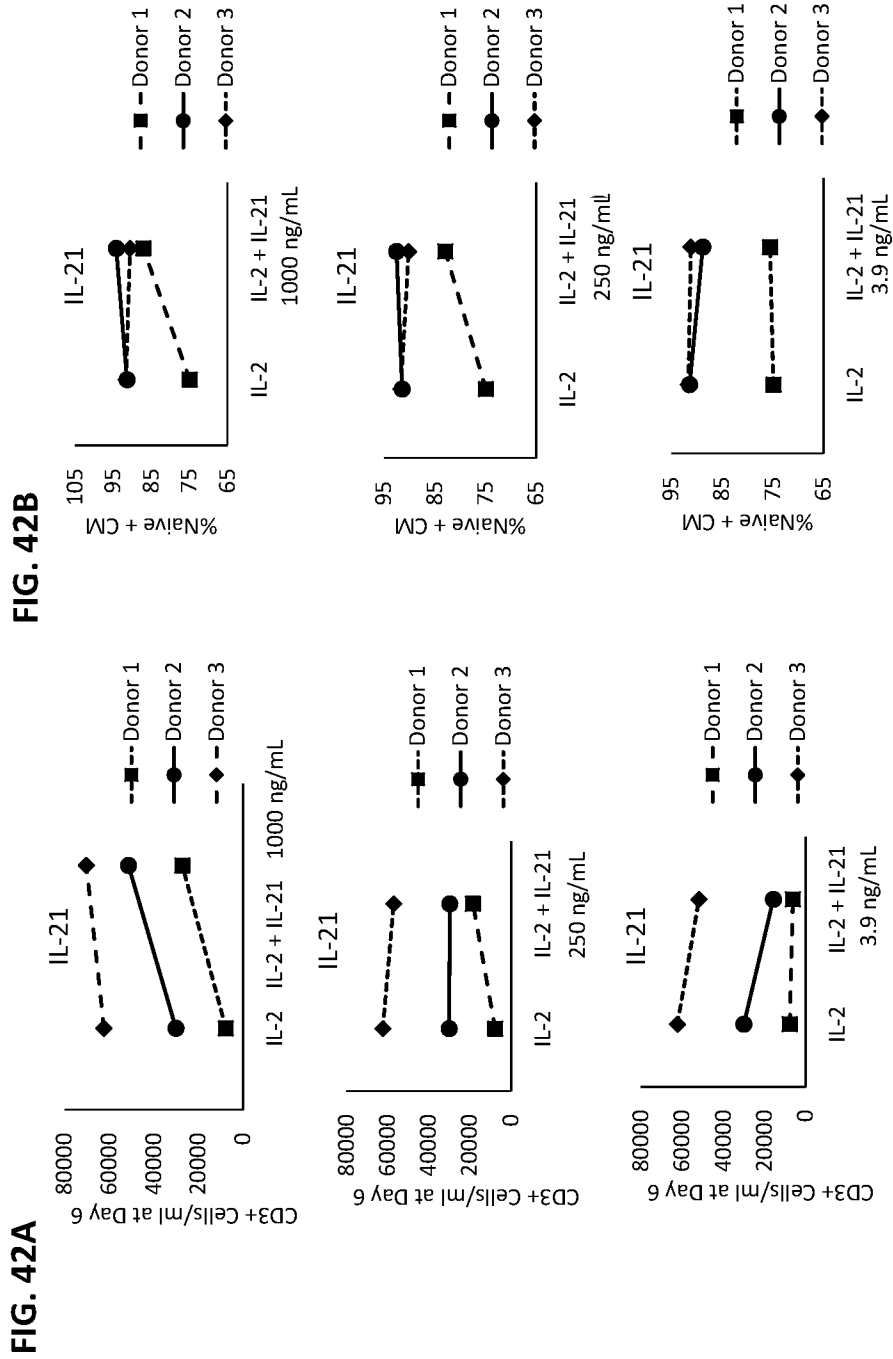 FIG. 42A
CD3+ Cells/ml at Day 6
80000
60000
40000
20000
0
IL-21
IL-2
IL-2 + IL-21
1000 ng/mL
Donor 1
Donor 2
Donor 3
CD3+ Cells/ml at Day 6
80000
60000
40000
20000
0
IL-21
IL-2
IL-2 + IL-21
250 ng/mL
Donor 1
Donor 2
Donor 3
CD3+ Cells/ml at Day 6
80000
60000
40000
20000
0
IL-21
IL-2
IL-2 + IL-21
3.9 ng/mL
Donor 1
Donor 2
Donor 3
FIG. 42B
%Naive + CM
105
95
85
75
65
IL-21
IL-2
IL-2 + IL-21
1000 ng/mL
Donor 1
Donor 2
Donor 3
%Naive + CM
95
85
75
65
IL-21
IL-2
IL-2 + IL-21
250 ng/mL
Donor 1
Donor 2
Donor 3
%Naive + CM
95
85
75
65
IL-21
IL-2
IL-2 + IL-21
3.9 ng/mL
Donor 1
Donor 2
Donor 3